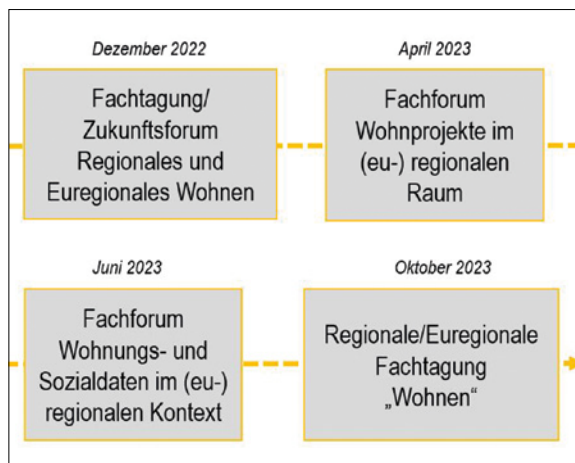 Dezember 2022
Fachtagung/
Zukunftsforum
Regionales und
Euregionales Wohnen
April 2023
Fachforum
Wohnprojekte im
(eu-) regionalen
Raum
Juni 2023
Fachforum
Wohnungs- und
Sozialdaten im (eu-)
regionalen Kontext
Oktober 2023
Regionale/Euregionale
Fachtagung
„Wohnen“